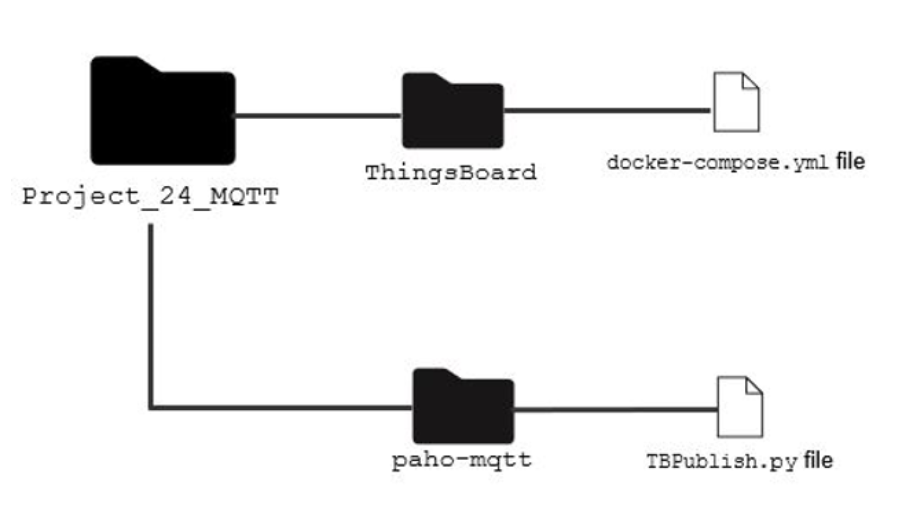 ThingsBoard
docker-compose.yml file
Project_24_MQTT
paho-mqtt
TBPublish.py file